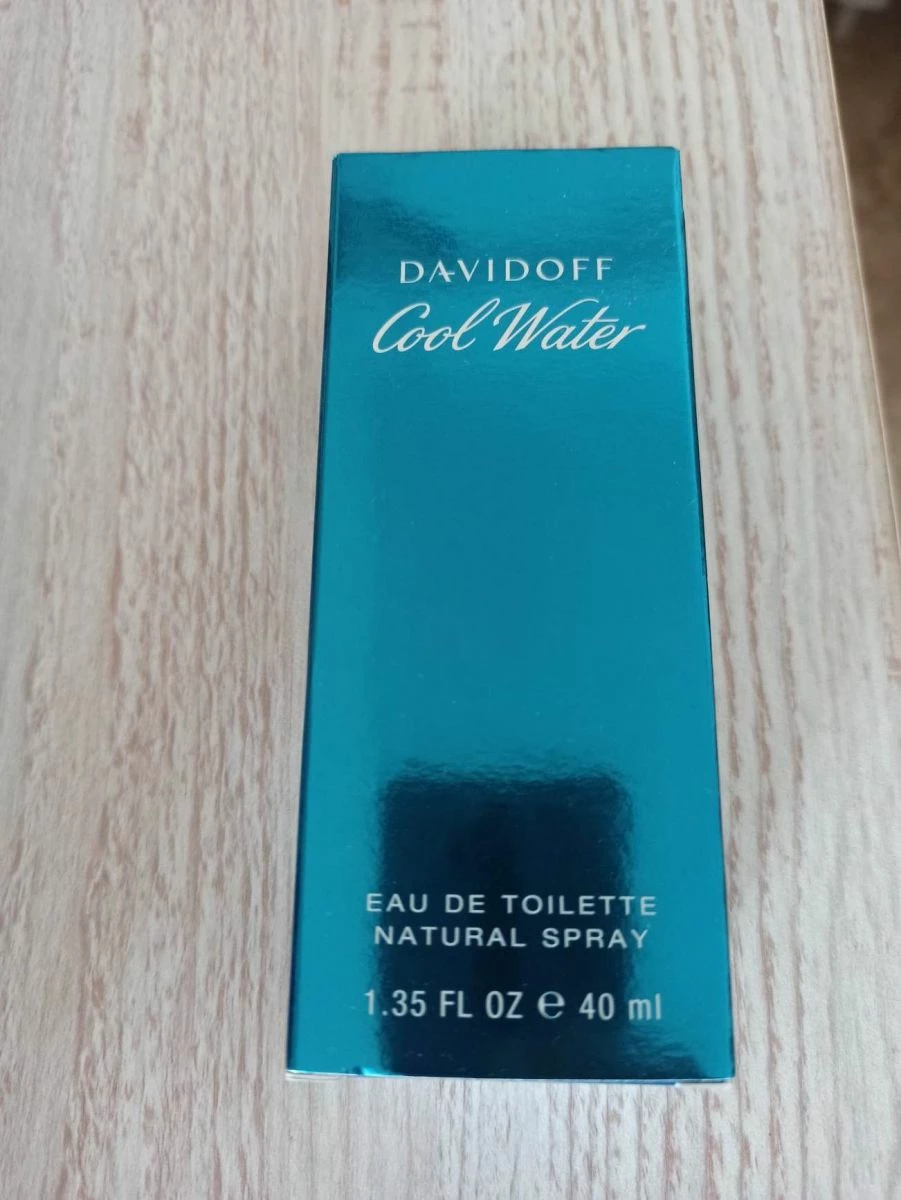 DAVIDOFF
Cool Water
EAU DE TOILETTE
NATURAL SPRAY
1.35 FL OZ ℮ 40 ml